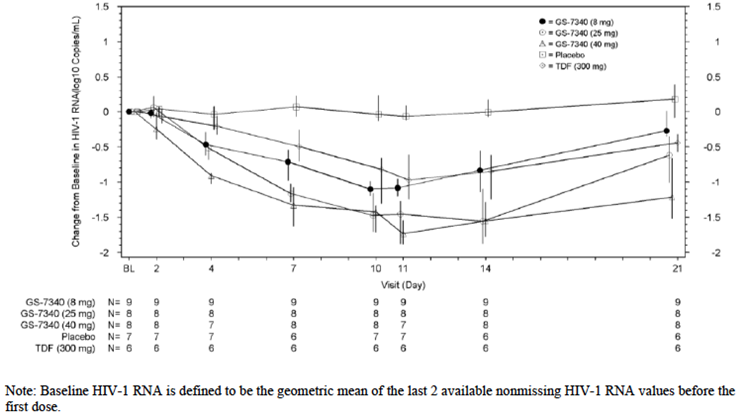 1.5 1.5
● = GS-7340 (8 mg)
= GS-7340 (25 mg)
△ = GS-7340 (40 mg)
□ = Placebo
◇ = TDF (300 mg)
1 1
0.5 0.5
0 0
-0.5 -0.5
-1 -1
-1.5 -1.5
-2 -2
Change from Baseline in HIV-1 RNA(log10 Copies/mL)
BL 2 4 7 10 11 14 21
Visit (Day)
GS-7340 (8 mg) N= 9 9 9 9 9 9 9 9
GS-7340 (25 mg) N= 8 8 8 8 8 8 8 8
GS-7340 (40 mg) N= 8 8 7 8 8 7 8 8
Placebo N= 7 7 7 6 7 7 6 6
TDF (300 mg) N= 6 6 6 6 6 6 6 6
Note: Baseline HIV-1 RNA is defined to be the geometric mean of the last 2 available nonmissing HIV-1 RNA values before the
first dose.